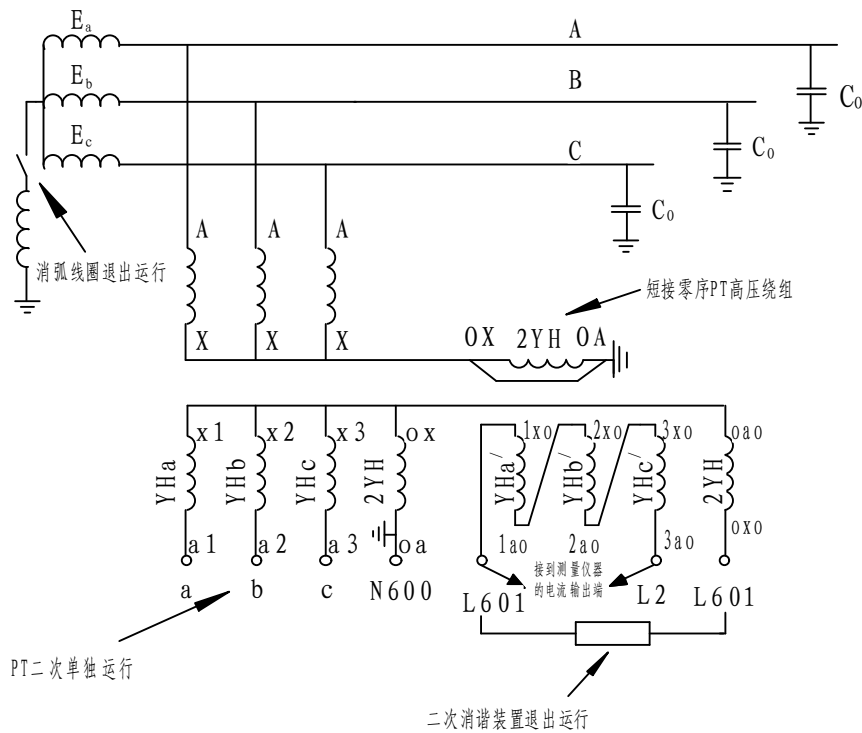 Ea
A
Eb
B
C₀
Ec
C
C₀
C₀
A A A
消弧线圈退出运行
短接零序PT高压绕组
X X X
OX 2YH OA
x1 x2 x3 ox 1xo 2xo 3xo oao
YHa YHb YHc 2YH YHa′ YHb′ YHc′ 2YH
a1 a2 a3 oa 1ao 2ao 3ao oxo
接到测量仪器
的电流输出端
a b c N600 L601 L2 L601
PT二次单独运行
二次消谐装置退出运行